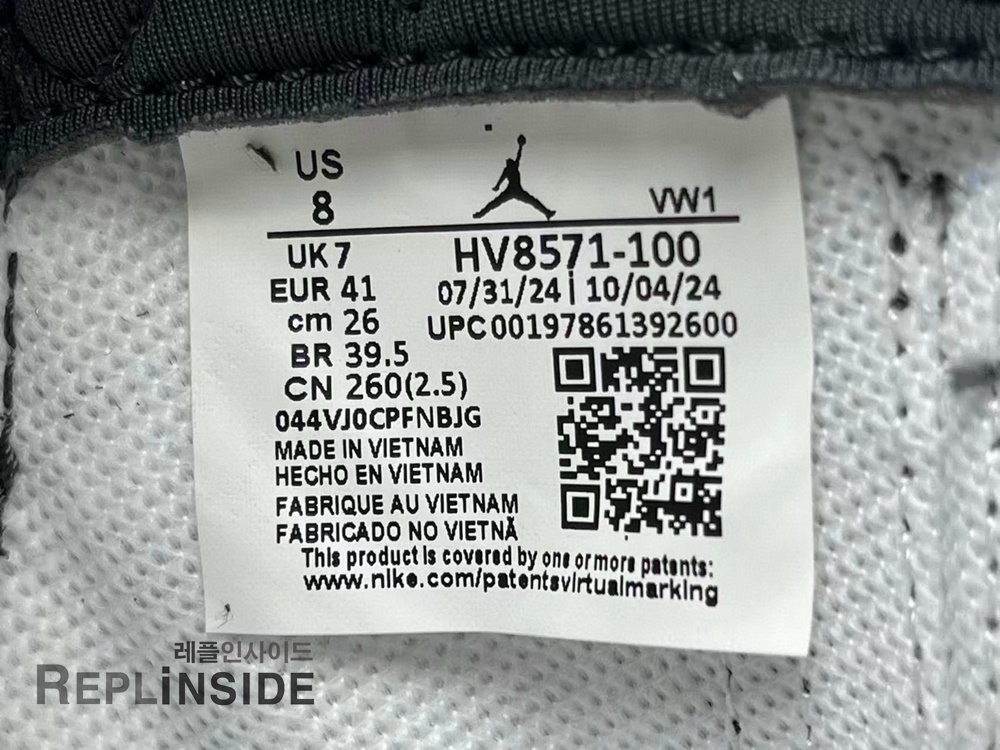 US
8
VW1
UK 7
HV8571-100
EUR 41
07/31/24 | 10/04/24
cm 26
UPC00197861392600
BR 39.5
CN 260(2.5)
044VJ0CPFNBJG
MADE IN VIETNAM
HECHO EN VIETNAM
FABRIQUE AU VIETNAM
FABRICADO NO VIETNÃ
This product is covered by one or more patents:
www.nike.com/patentsvirtualmarking
레플인사이드
REPLiNSIDE